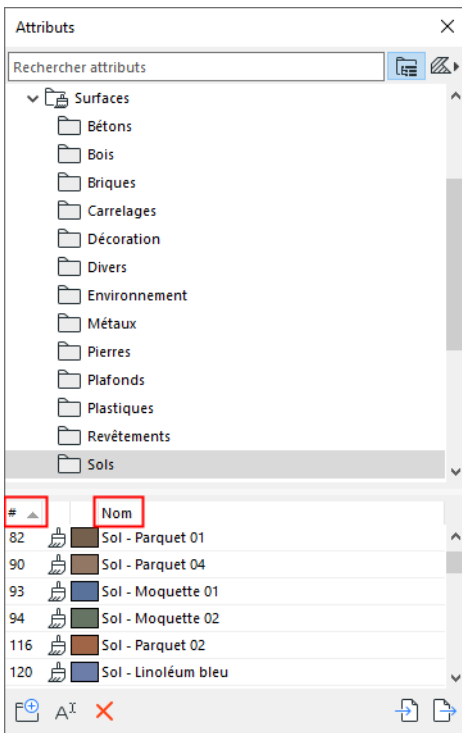 Attributs
Rechercher attributs
Surfaces
Bétons
Bois
Briques
Carrelages
Décoration
Divers
Environnement
Métaux
Pierres
Plafonds
Plastiques
Revêtements
Sols
# Nom
82 Sol - Parquet 01
90 Sol - Parquet 04
93 Sol - Moquette 01
94 Sol - Moquette 02
116 Sol - Parquet 02
120 Sol - Linoléum bleu